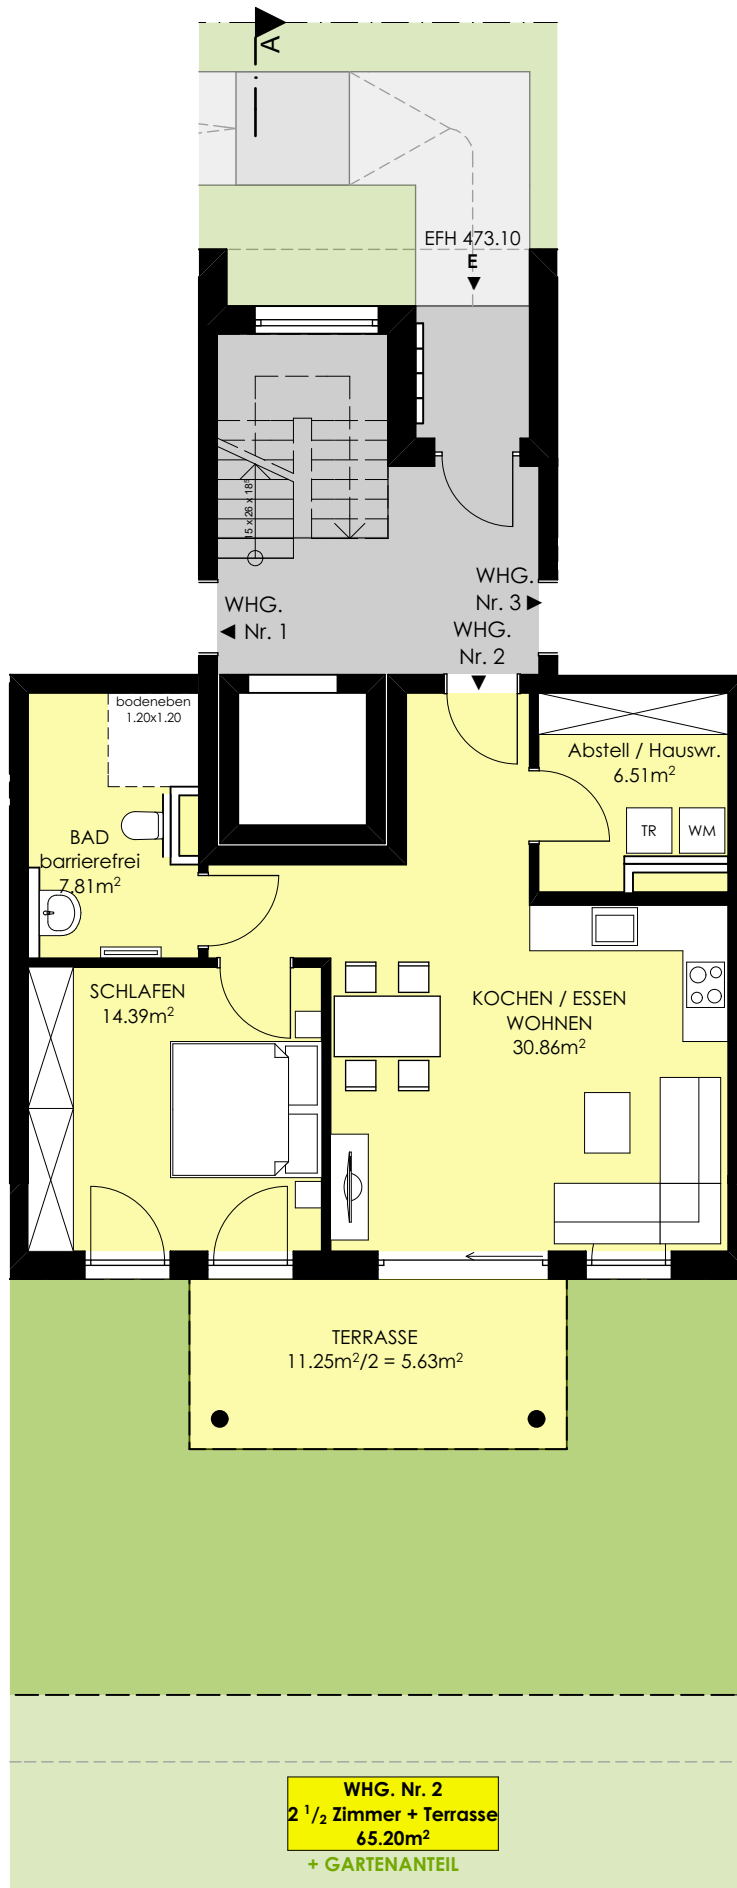 A
EFH 473.10
E
15 x 26 x 18⁵
WHG.
Nr. 1
WHG.
Nr. 3
WHG.
Nr. 2
bodeneben
1.20x1.20
Abstell / Hauswr.
6.51m²
TR
WM
BAD
barrierefrei
7.81m²
SCHLAFEN
14.39m²
KOCHEN / ESSEN
WOHNEN
30.86m²
TERRASSE
11.25m²/2 = 5.63m²
WHG. Nr. 2
2 ¹/₂ Zimmer + Terrasse
65.20m²
+ GARTENANTEIL